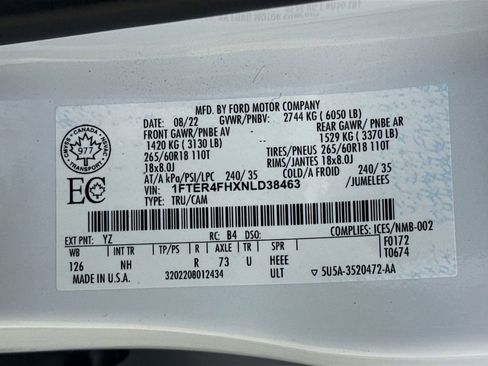 MFD. BY FORD MOTOR COMPANY
DATE: 08/22 GVWR/PNBV: 2744 KG ( 6050 LB)
FRONT GAWR/PNBE AV REAR GAWR/ PNBE AR
1420 KG ( 3130 LB) 1529 KG ( 3370 LB)
265/60R18 110T TIRES/PNEUS 265/60R18 110T
18x8.0J RIMS/JANTES 18x8.0J
AT/A kPa/PSI/LPC 240/ 35 COLD/A FROID 240/ 35
VIN: 1FTER4FHXNLD38463 /JUMELEES
TYPE: TRU/CAM
CANADA
977
TRANSPORT
EC
COMPLIES: ICES/NMB-002
EXT PNT: YZ RC: B4 DSO: F0172
WB INT TR TP/PS R AXLE TR SPR T0674
126 NH R 73 U HEEE
MADE IN U.S.A. 3202208012434 ULT 5U5A-3520472-AA